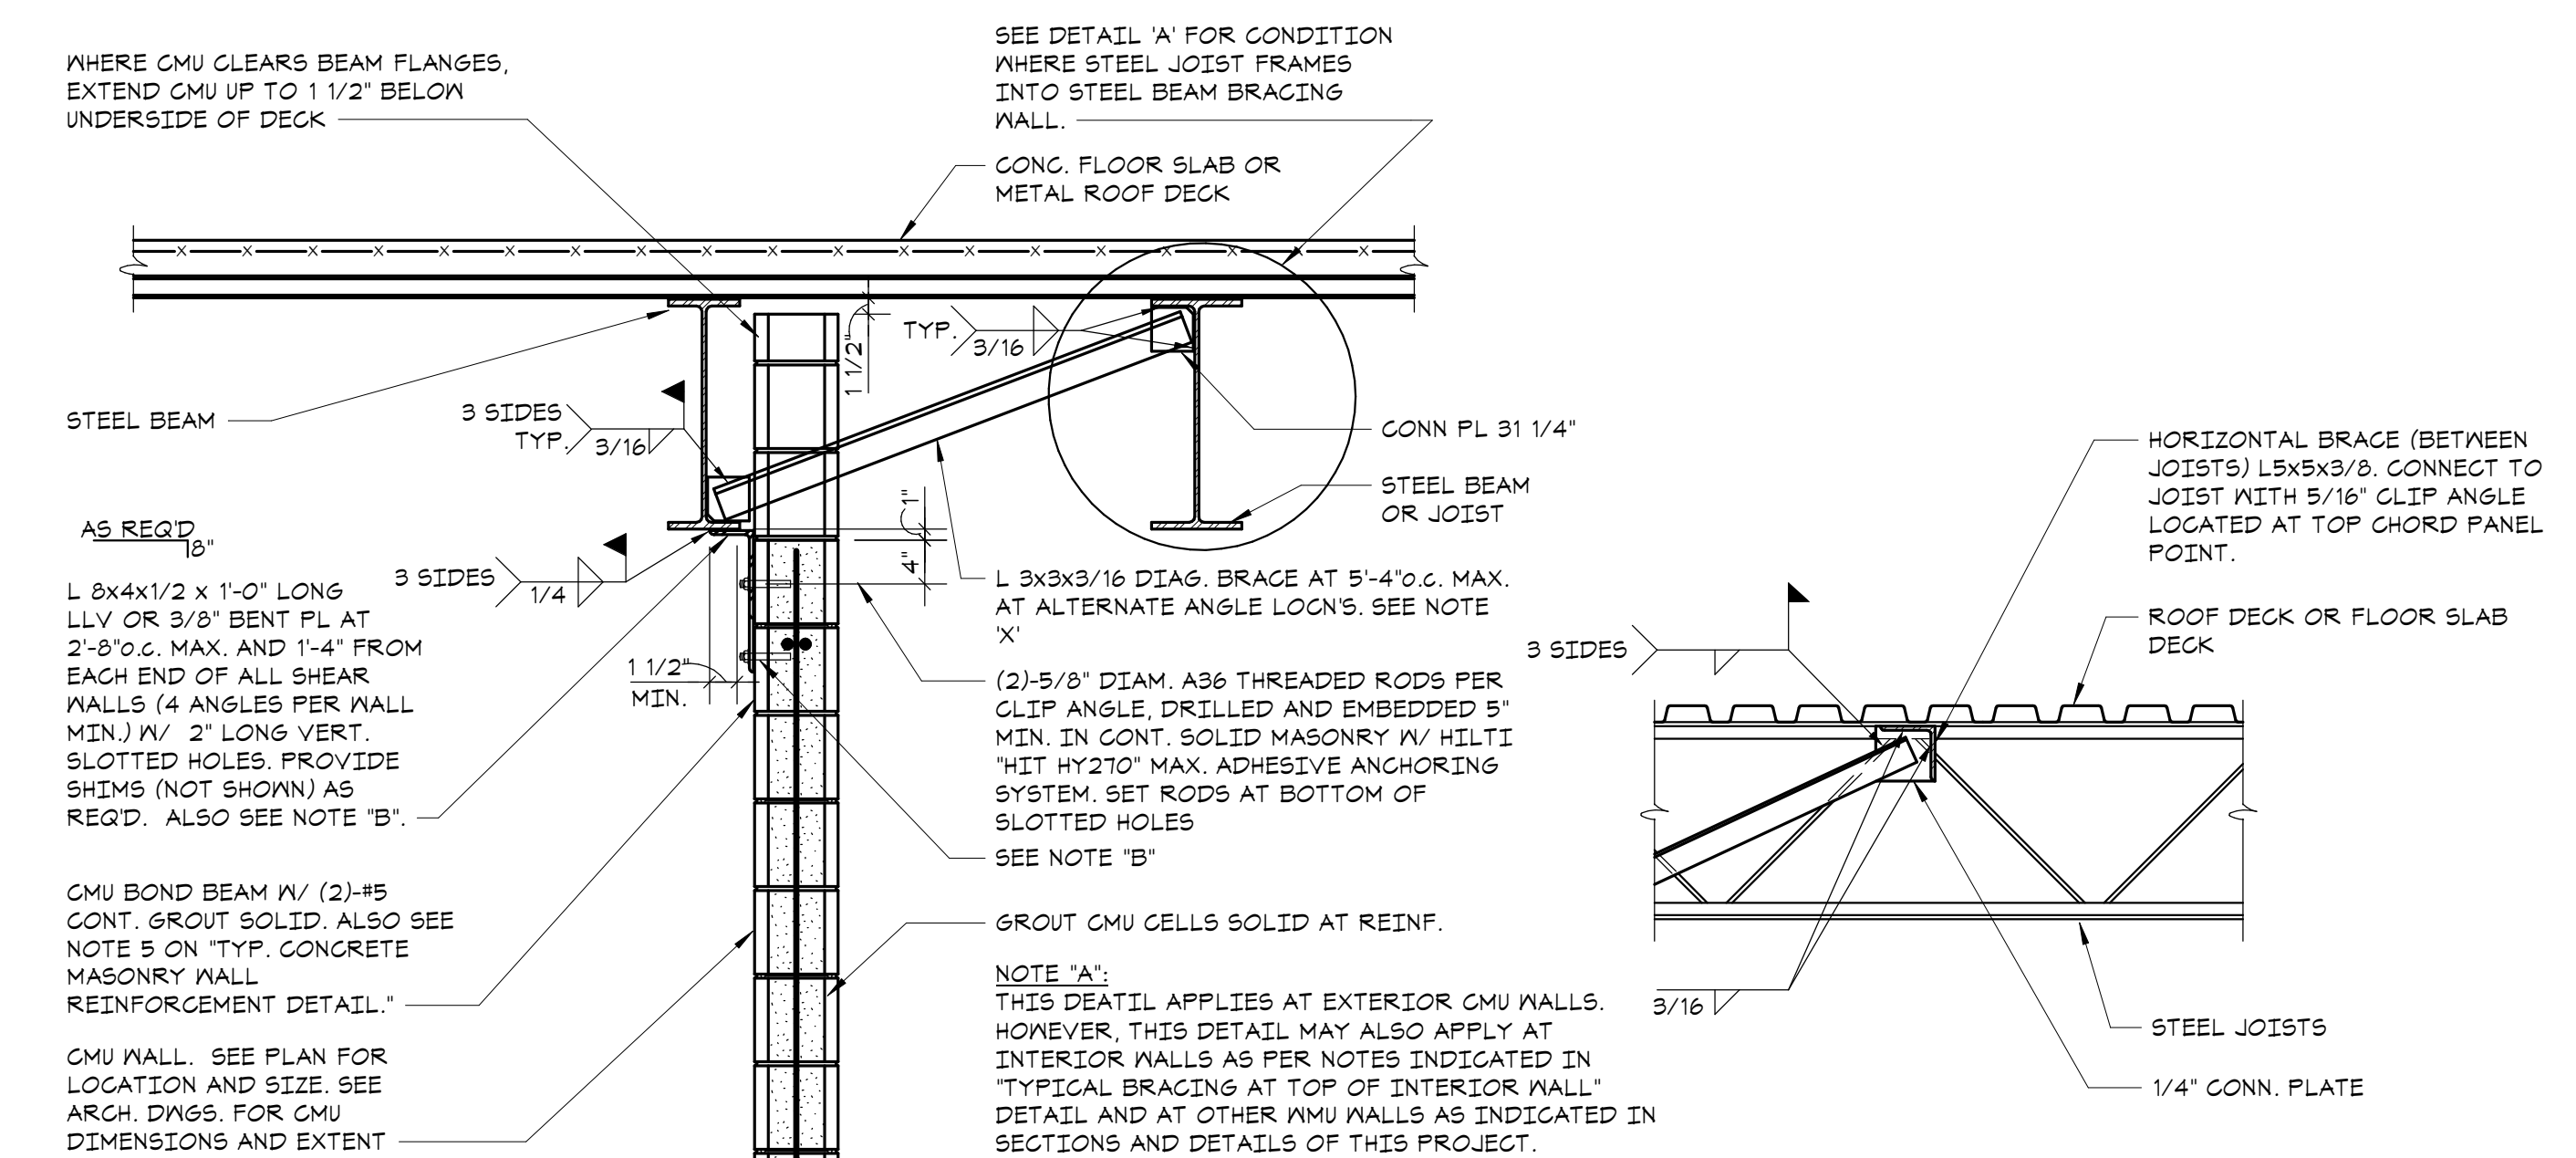 WHERE CMU CLEARS BEAM FLANGES,
EXTEND CMU UP TO 1 1/2" BELOW
UNDERSIDE OF DECK
SEE DETAIL 'A' FOR CONDITION
WHERE STEEL JOIST FRAMES
INTO STEEL BEAM BRACING
WALL.
CONC. FLOOR SLAB OR
METAL ROOF DECK
1 1/2"
TYP.
3/16
STEEL BEAM
3 SIDES
TYP.
3/16
CONN PL 31 1/4"
STEEL BEAM
OR JOIST
AS REQ'D
8"
1"
4"
3 SIDES
1/4
L 8x4x1/2 x 1'-0" LONG
LLV OR 3/8" BENT PL AT
2'-8"o.c. MAX. AND 1'-4" FROM
EACH END OF ALL SHEAR
WALLS (4 ANGLES PER WALL
MIN.) W/ 2" LONG VERT.
SLOTTED HOLES. PROVIDE
SHIMS (NOT SHOWN) AS
REQ'D. ALSO SEE NOTE "B".
1 1/2"
MIN.
L 3x3x3/16 DIAG. BRACE AT 5'-4"o.c. MAX.
AT ALTERNATE ANGLE LOCN'S. SEE NOTE
'X'
(2)-5/8" DIAM. A36 THREADED RODS PER
CLIP ANGLE, DRILLED AND EMBEDDED 5"
MIN. IN CONT. SOLID MASONRY W/ HILTI
"HIT HY270" MAX. ADHESIVE ANCHORING
SYSTEM. SET RODS AT BOTTOM OF
SLOTTED HOLES
SEE NOTE "B"
CMU BOND BEAM W/ (2)-#5
CONT. GROUT SOLID. ALSO SEE
NOTE 5 ON "TYP. CONCRETE
MASONRY WALL
REINFORCEMENT DETAIL."
GROUT CMU CELLS SOLID AT REINF.
CMU WALL. SEE PLAN FOR
LOCATION AND SIZE. SEE
ARCH. DWGS. FOR CMU
DIMENSIONS AND EXTENT
NOTE "A":
THIS DEATIL APPLIES AT EXTERIOR CMU WALLS.
HOWEVER, THIS DETAIL MAY ALSO APPLY AT
INTERIOR WALLS AS PER NOTES INDICATED IN
"TYPICAL BRACING AT TOP OF INTERIOR WALL"
DETAIL AND AT OTHER WMU WALLS AS INDICATED IN
SECTIONS AND DETAILS OF THIS PROJECT.
HORIZONTAL BRACE (BETWEEN
JOISTS) L5x5x3/8. CONNECT TO
JOIST WITH 5/16" CLIP ANGLE
LOCATED AT TOP CHORD PANEL
POINT.
ROOF DECK OR FLOOR SLAB
DECK
3 SIDES
3/16
STEEL JOISTS
1/4" CONN. PLATE